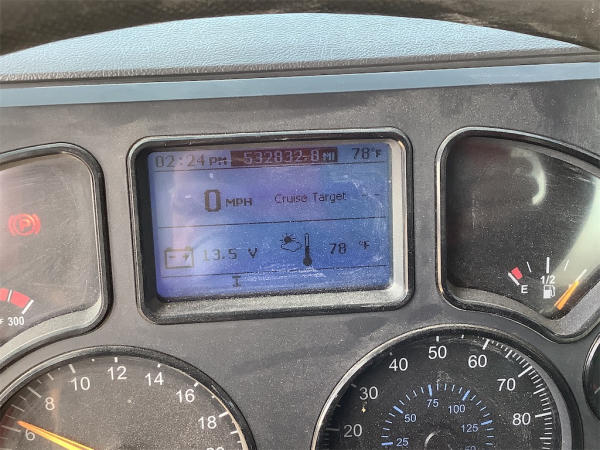 02:24 PM 532832.8 MI 78°F
0 MPH Cruise Target
13.5 V 78 °F
P
°F 300
E 1/2
6 8 10 12 14 16 18
20 30 40 50 60 70 80
25 50 75 100 125